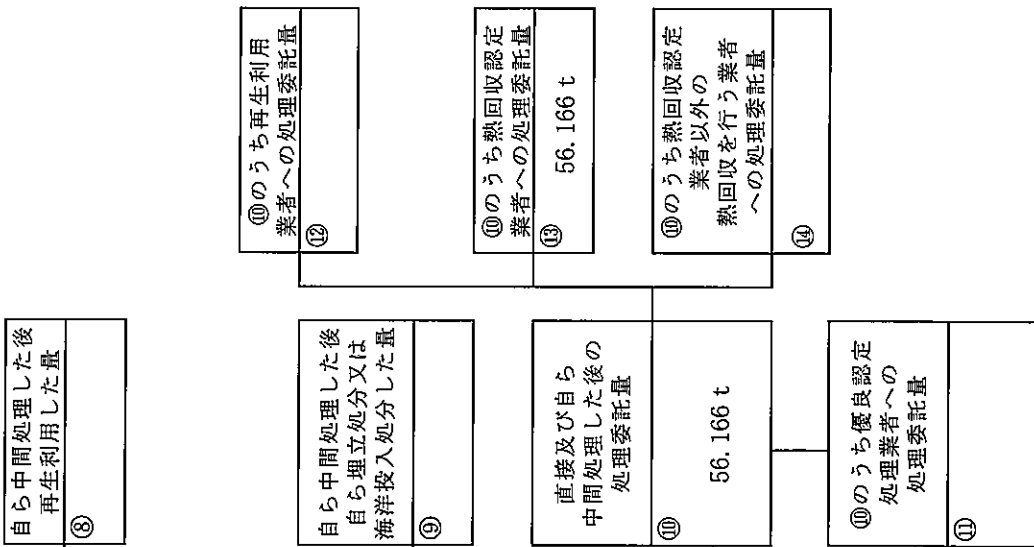 自ら中間処理した後
再生利用した量
⑧
自ら中間処理した後
自ら埋立処分又は
海洋投入処分した量
⑨
直接及び自ら
中間処理した後の
処理委託量
⑩
56.166 t
⑩のうち優良認定
処理業者への
処理委託量
⑪
⑩のうち再生利用
業者への処理委託量
⑫
⑩のうち熱回収認定
業者への処理委託量
⑬
56.166 t
⑩のうち熱回収認定
業者以外の
熱回収を行う業者
への処理委託量
⑭